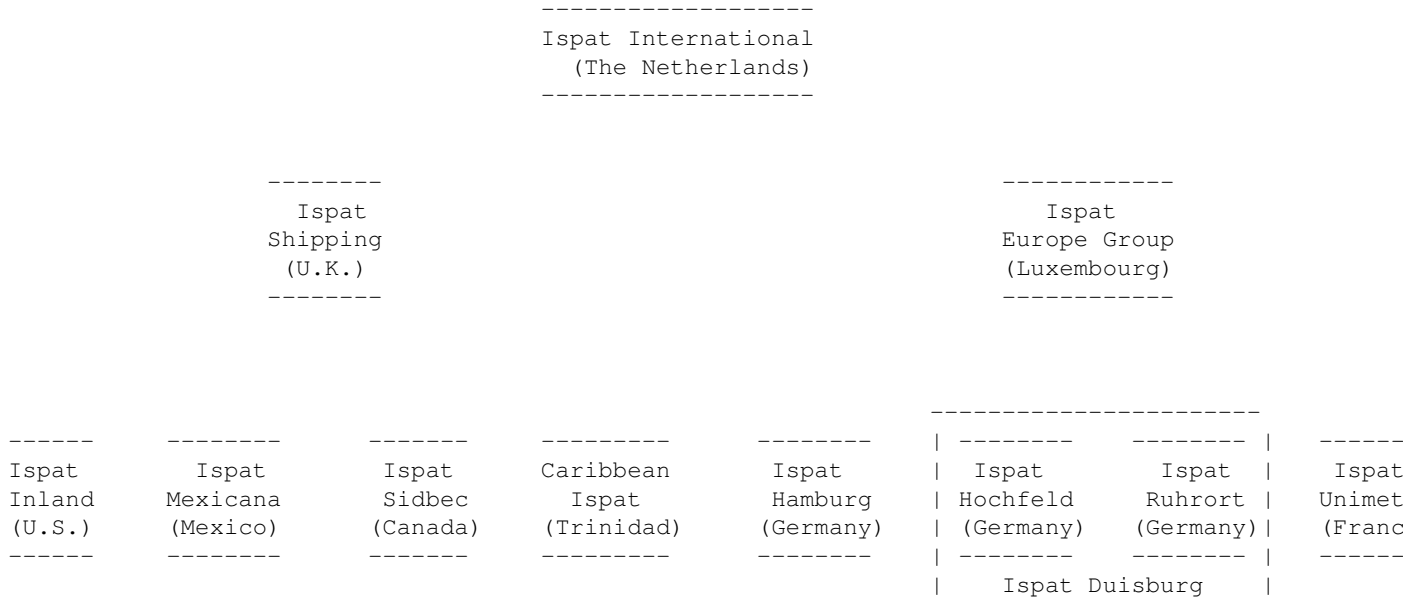 Ispat International
(The Netherlands)
Ispat
Shipping
(U.K.)
Ispat
Europe Group
(Luxembourg)
Ispat Ispat Ispat Caribbean Ispat Ispat Ispat Ispat
Inland Mexicana Sidbec Ispat Hamburg Hochfeld Ruhrort Unimet
(U.S.) (Mexico) (Canada) (Trinidad) (Germany) (Germany) (Germany) (Franc
Ispat Duisburg